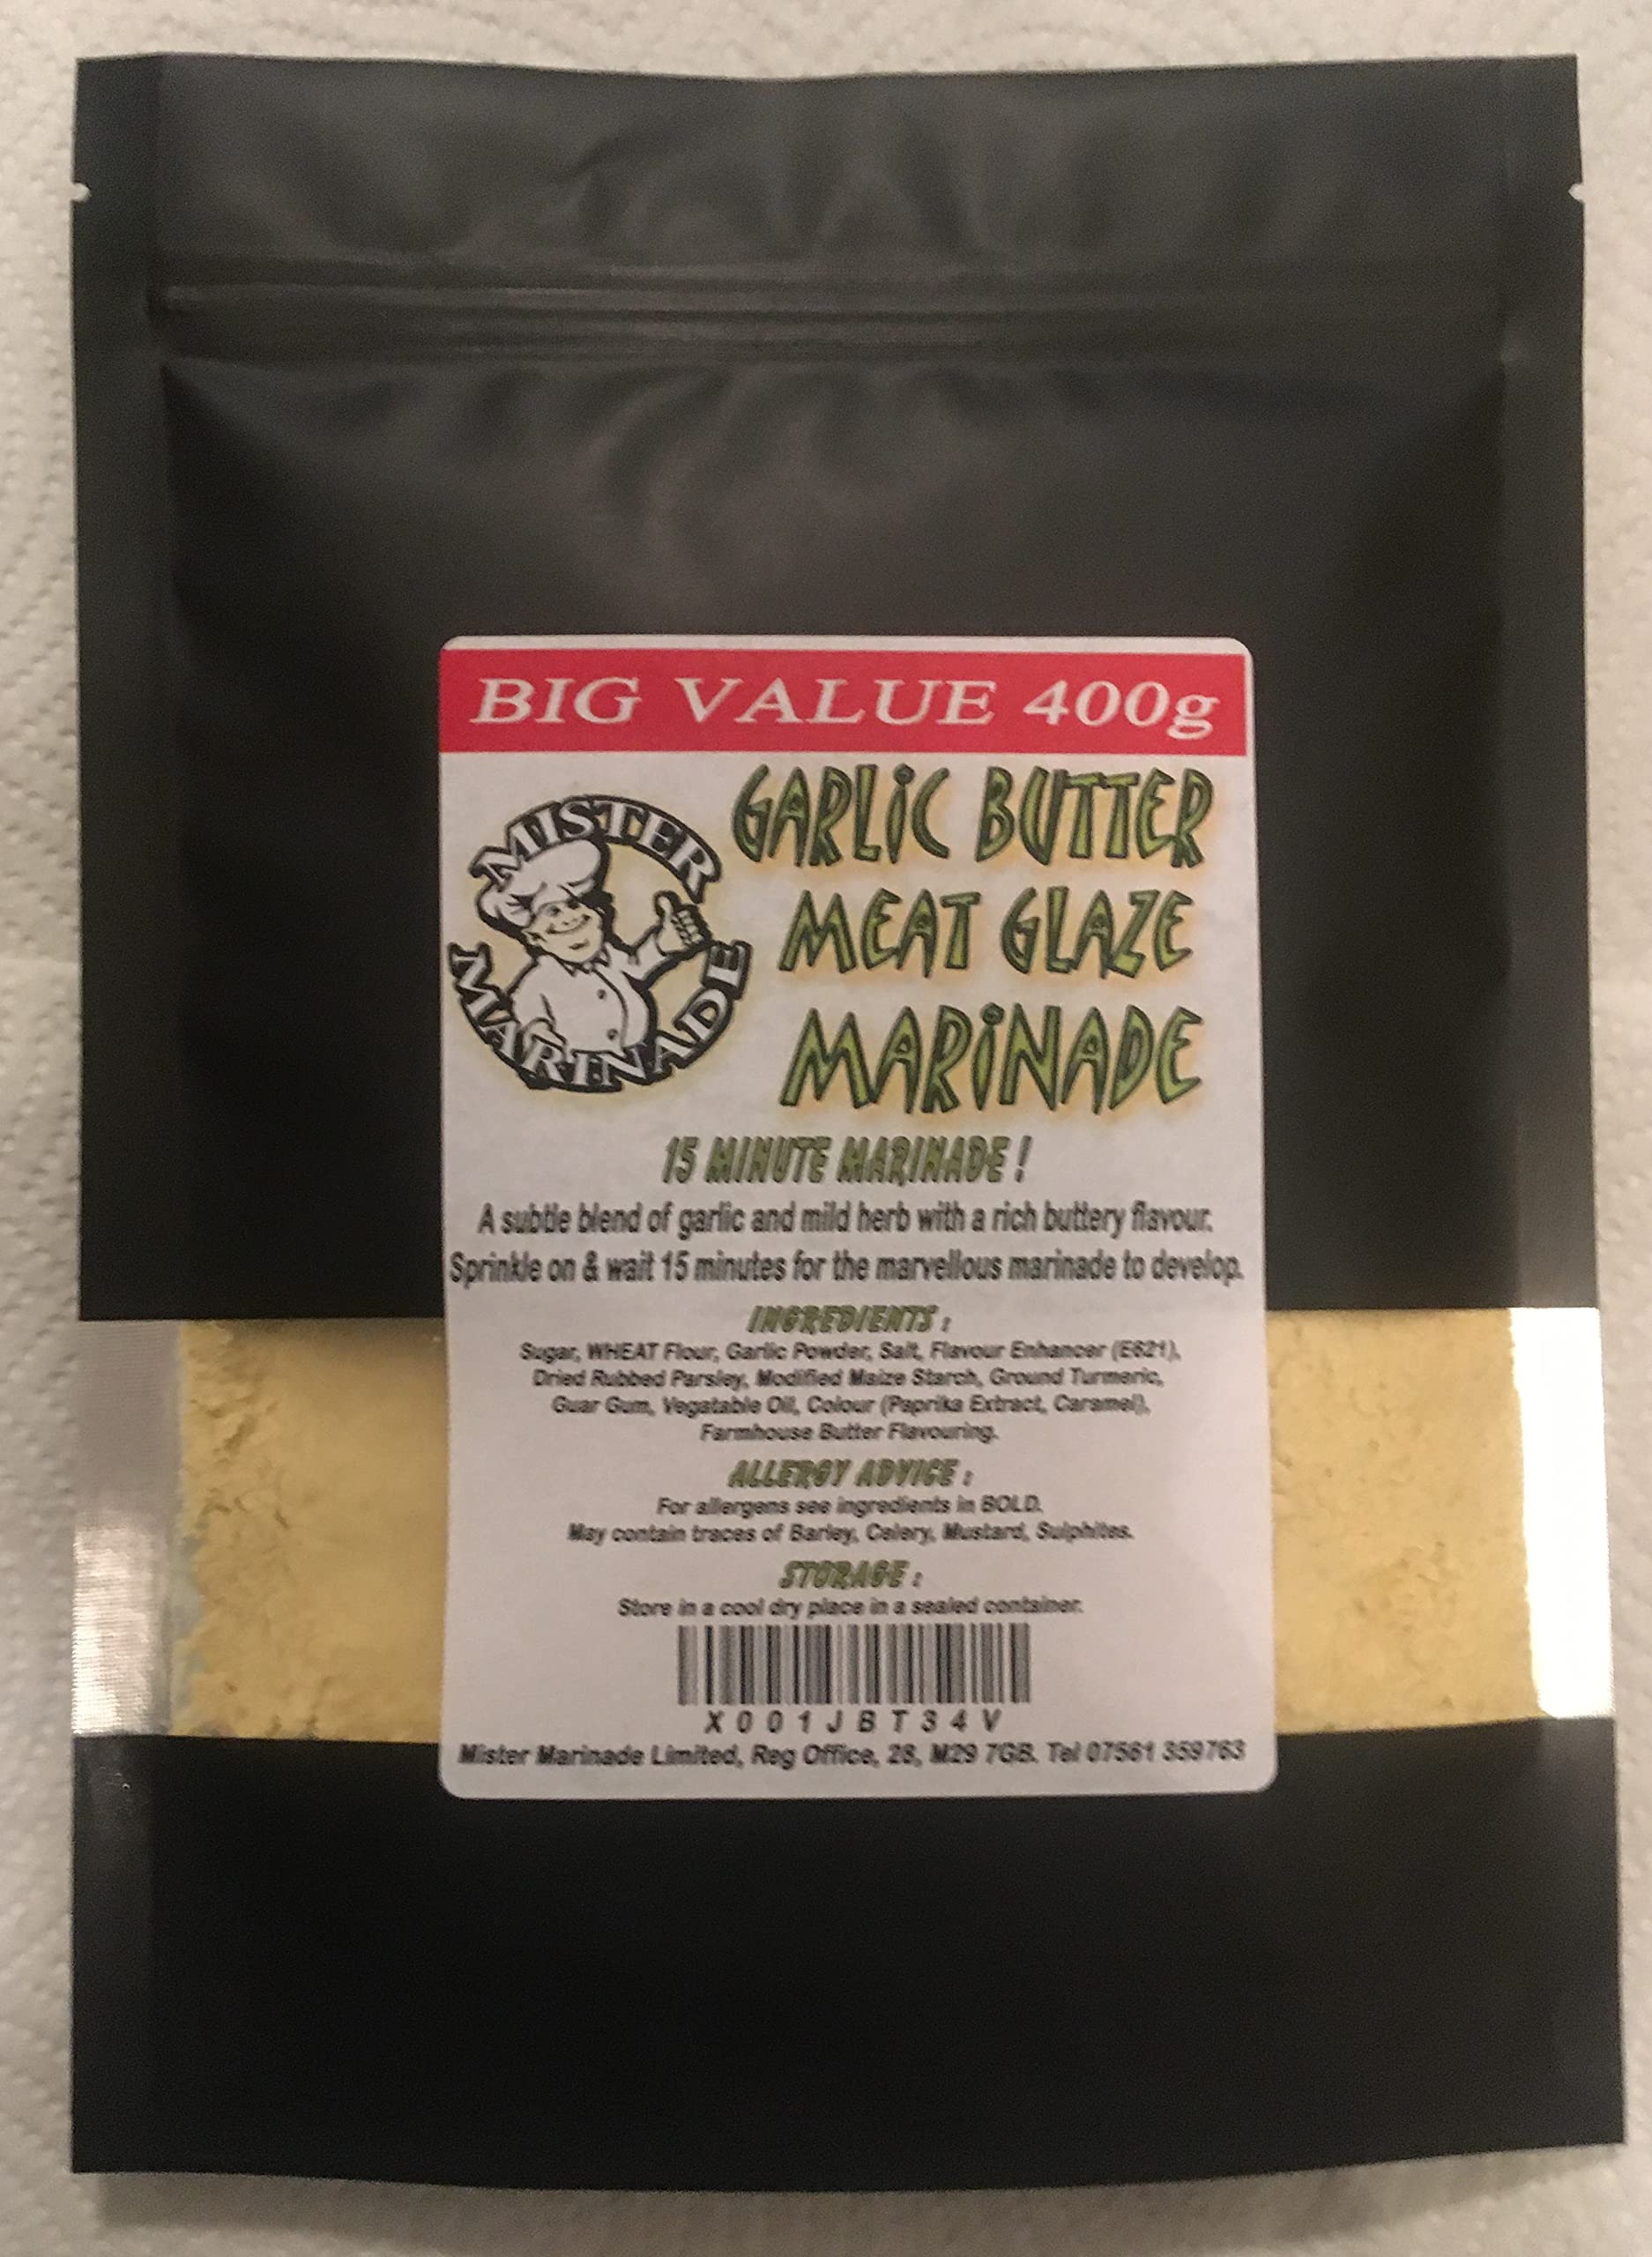 BIG VALUE 400g
MISTER
MARINADE
GARLIC BUTTER
MEAT GLAZE
MARINADE
15 MINUTE MARINADE !
A subtle blend of garlic and mild herb with a rich buttery flavour.
Sprinkle on & wait 15 minutes for the marvellous marinade to develop.
INGREDIENTS :
Sugar, WHEAT Flour, Garlic Powder, Salt, Flavour Enhancer (E621),
Dried Rubbed Parsley, Modified Maize Starch, Ground Turmeric,
Guar Gum, Vegatable Oil, Colour (Paprika Extract, Caramel),
Farmhouse Butter Flavouring.
ALLERGY ADVICE :
For allergens see ingredients in BOLD.
May contain traces of Barley, Celery, Mustard, Sulphites.
STORAGE :
Store in a cool dry place in a sealed container.
X001JBT34V
Mister Marinade Limited, Reg Office, 28, M29 7GB. Tel 07561 359763